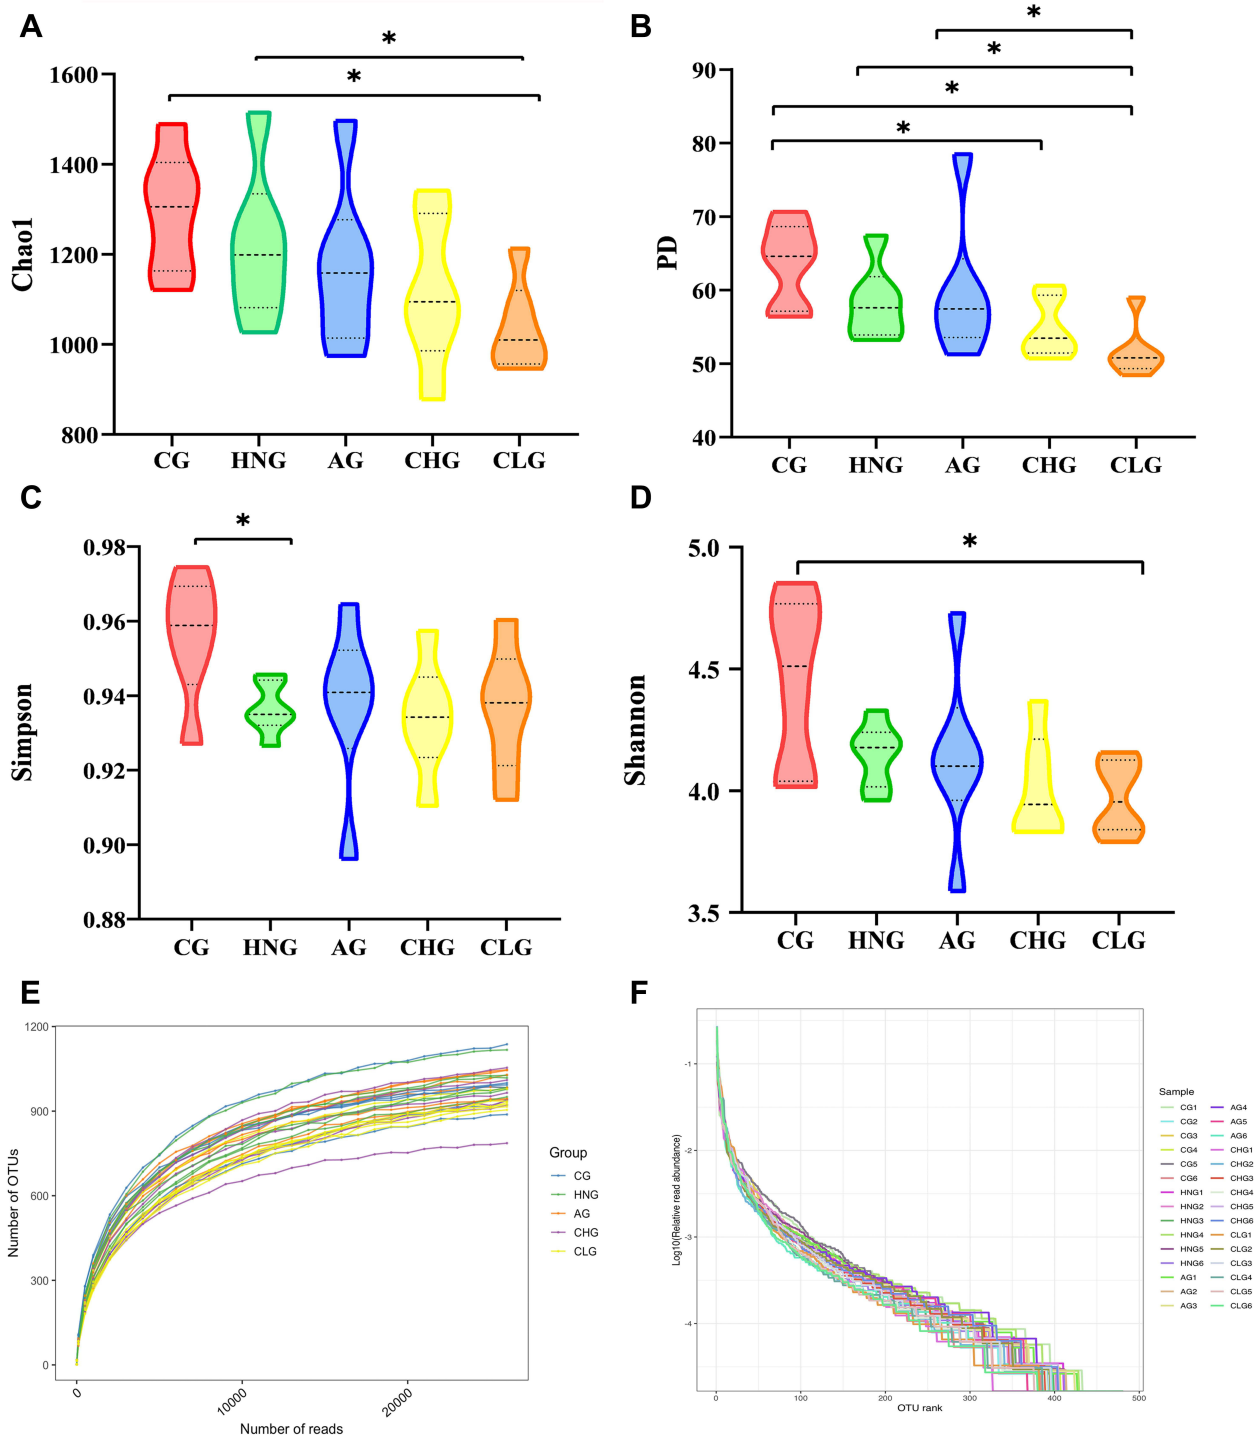 A
*
*
1600
1400
1200
1000
800
Chao1
CG HNG AG CHG CLG
B
*
*
*
*
90
80
70
60
50
40
PD
CG HNG AG CHG CLG
C
*
0.98
0.96
0.94
0.92
0.90
0.88
Simpson
CG HNG AG CHG CLG
D
*
5.0
4.5
4.0
3.5
Shannon
CG HNG AG CHG CLG
E
1200
900
600
300
0
Number of OTUs
0 10000 20000
Number of reads
Group
CG
HNG
AG
CHG
CLG
F
-1
-2
-3
-4
Log10(Relative read abundance)
0 100 200 300 400 500
OTU rank
Sample
CG1 AG4
CG2 AG5
CG3 AG6
CG4 CHG1
CG5 CHG2
CG6 CHG3
HNG1 CHG4
HNG2 CHG5
HNG3 CHG6
HNG4 CLG1
HNG5 CLG2
HNG6 CLG3
AG1 CLG4
AG2 CLG5
AG3 CLG6